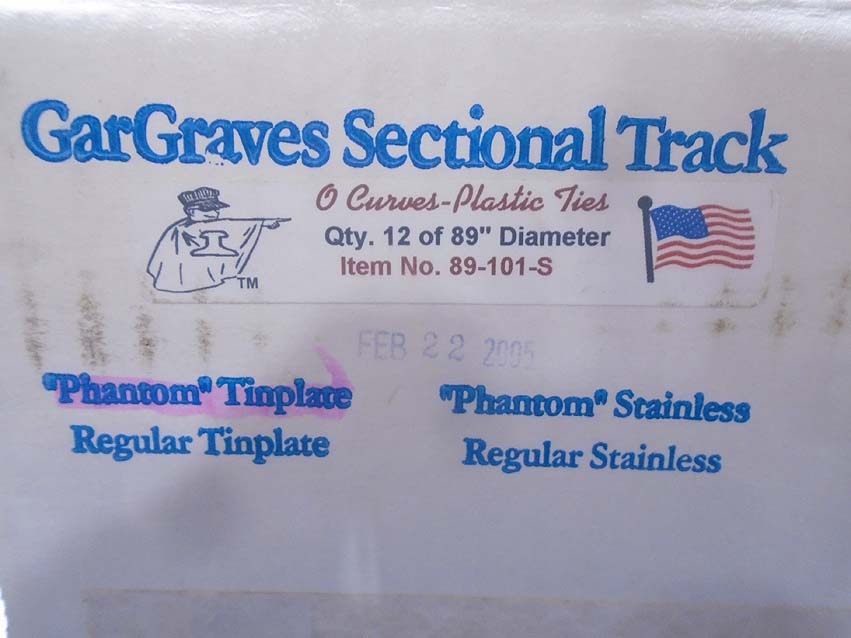 GarGraves Sectional Track
O Curves-Plastic Ties
Qty. 12 of 89" Diameter
Item No. 89-101-S
TM
FEB 22 2005
"Phantom" Tinplate
"Phantom" Stainless
Regular Tinplate
Regular Stainless